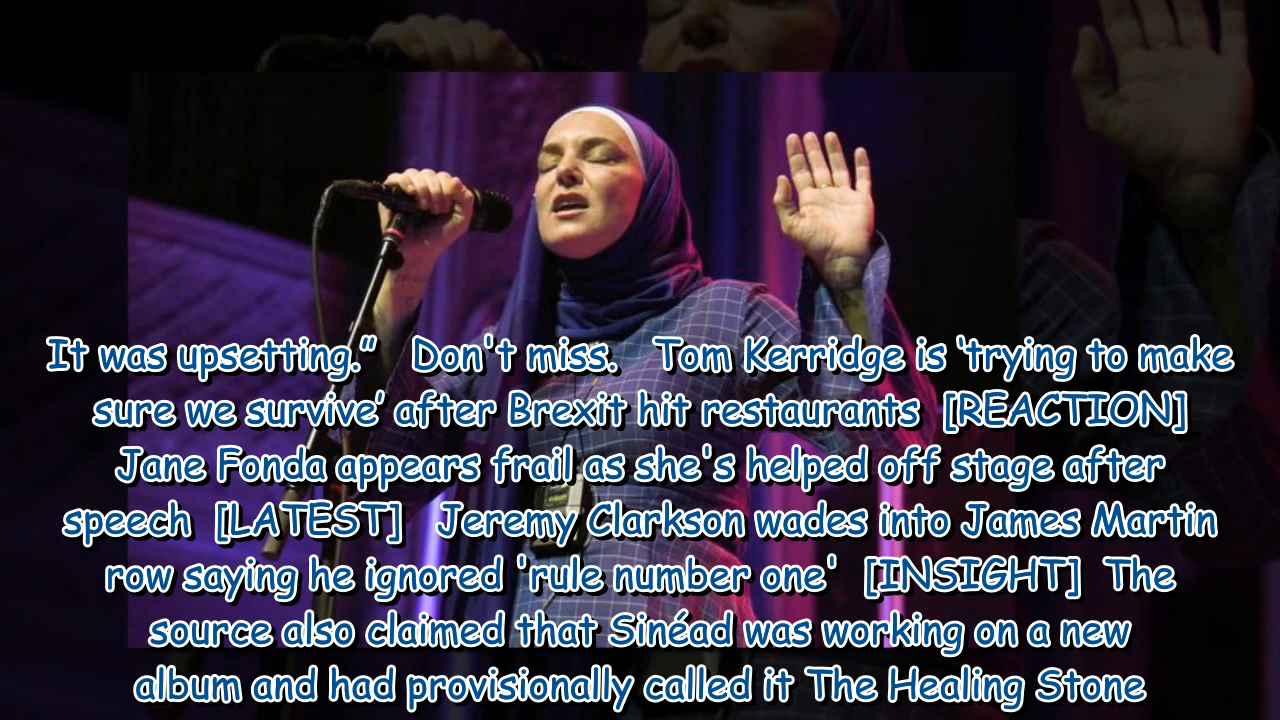 It was upsetting.” Don't miss. Tom Kerridge is ‘trying to make
sure we survive’ after Brexit hit restaurants [REACTION]
Jane Fonda appears frail as she's helped off stage after
speech [LATEST] Jeremy Clarkson wades into James Martin
row saying he ignored 'rule number one' [INSIGHT] The
source also claimed that Sinéad was working on a new
album and had provisionally called it The Healing Stone